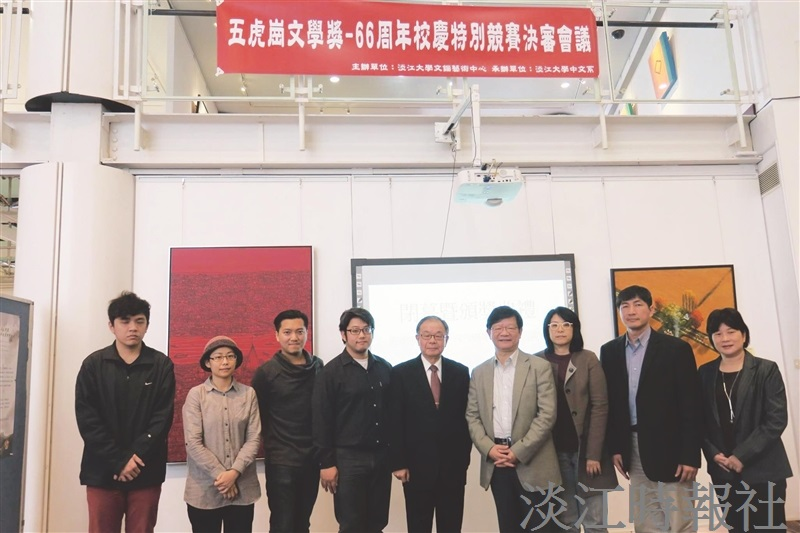 五虎崗文學獎-66周年校慶特別競賽決審會議
主辦單位：淡江大學文錙藝術中心 承辦單位：淡江大學中文系
淡江時報社